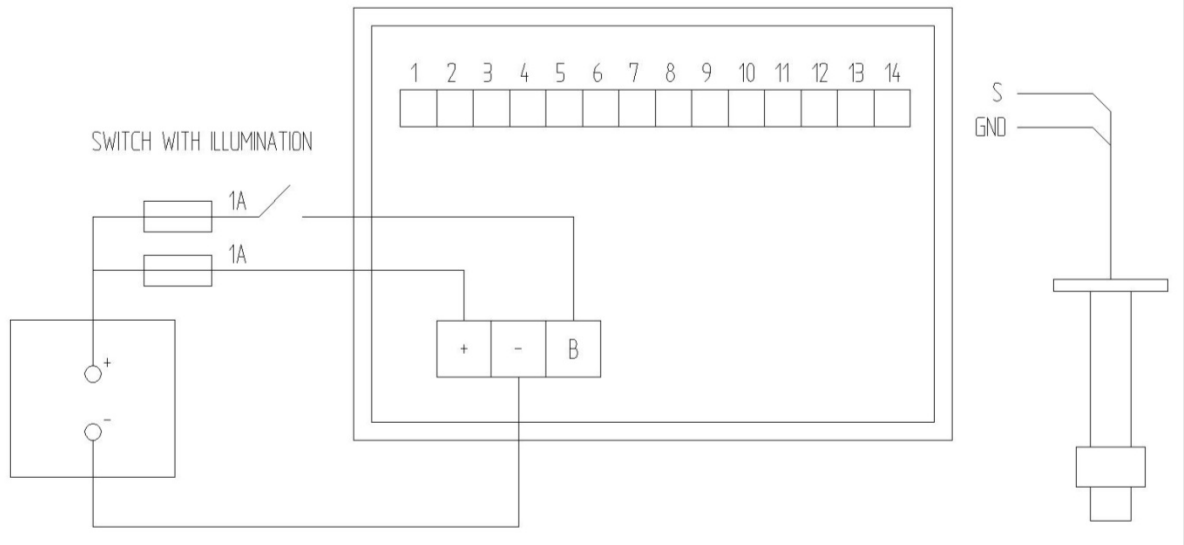 1 2 3 4 5 6 7 8 9 10 11 12 13 14
S
GND
SWITCH WITH ILLUMINATION
1A
1A
+ - B
+
-